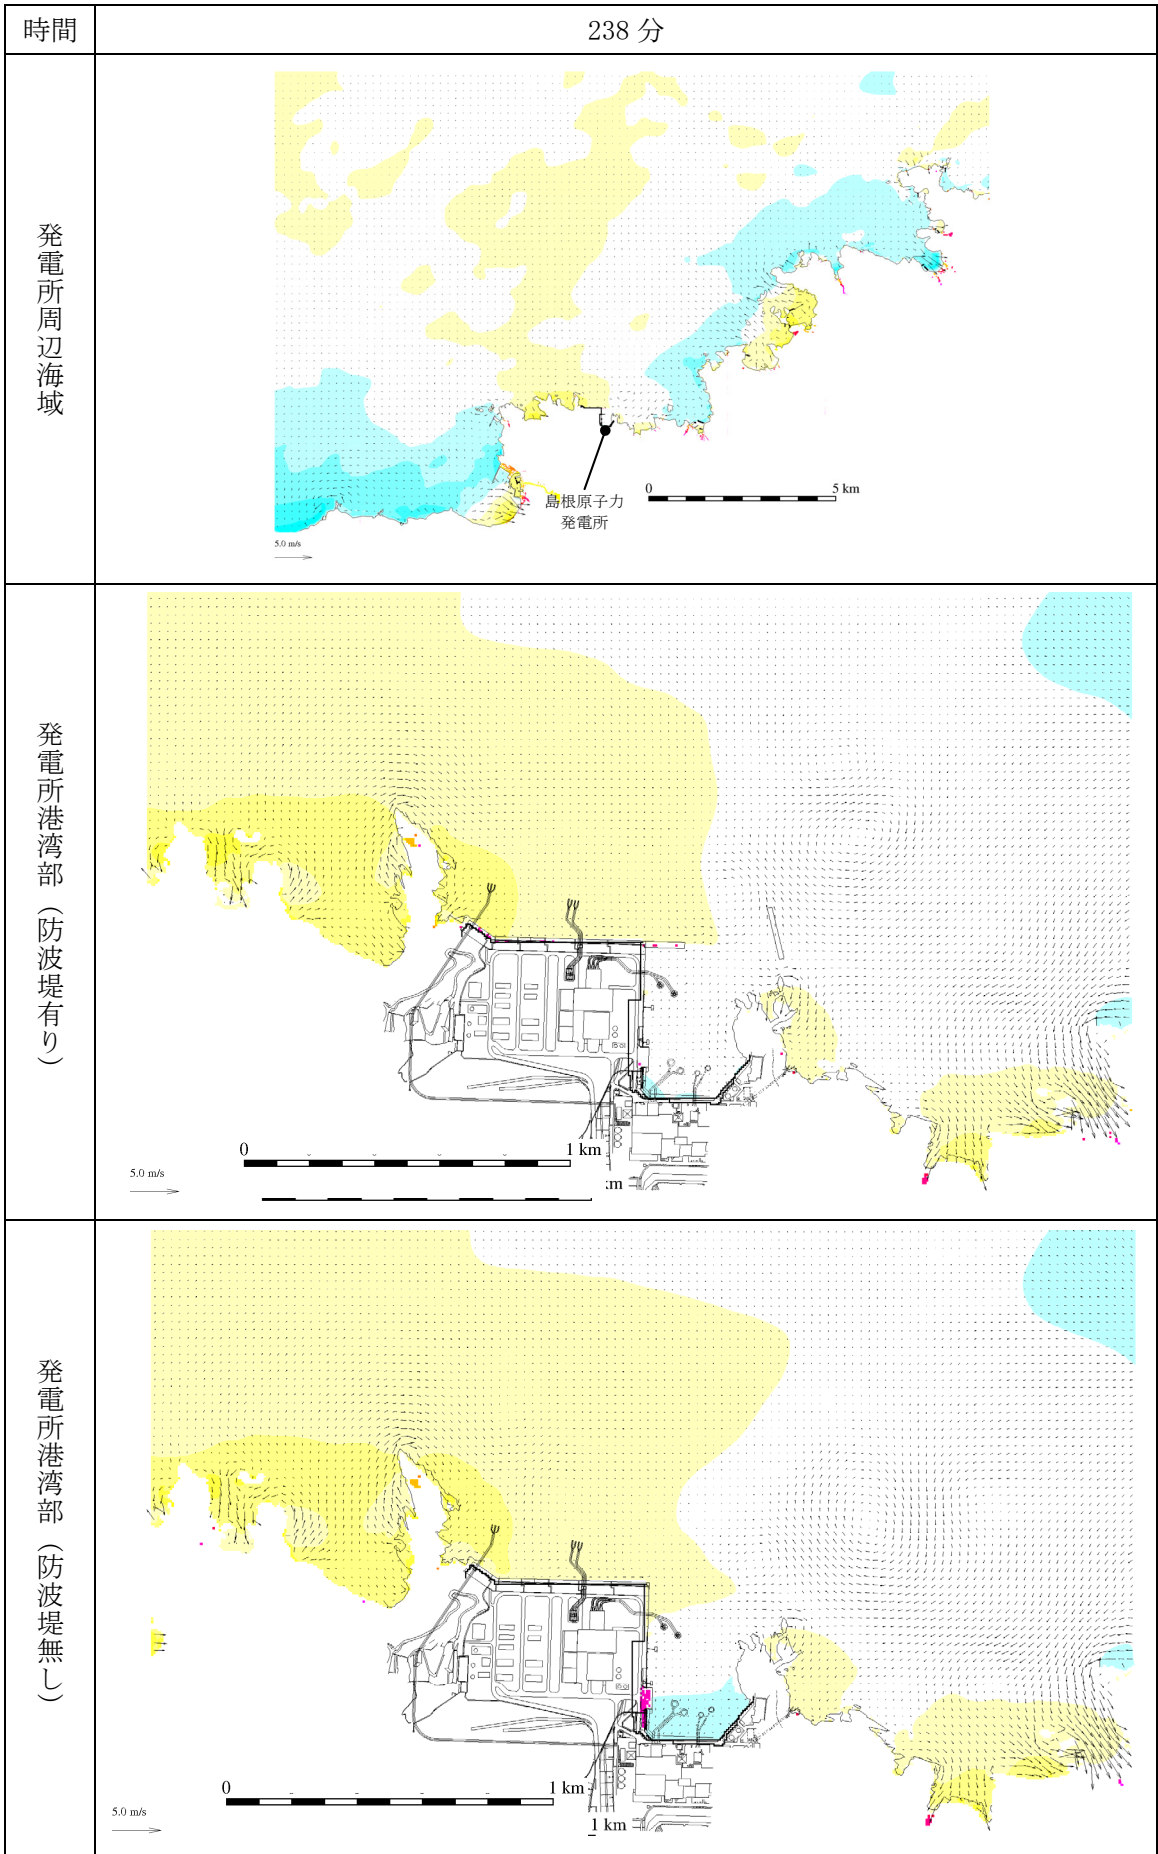 時間
238 分
発電所周辺海域
島根原子力
発電所
0
5 km
5.0 m/s
発電所港湾部（防波堤有り）
0
1 km
5.0 m/s
km
発電所港湾部（防波堤無し）
0
1 km
5.0 m/s
1 km